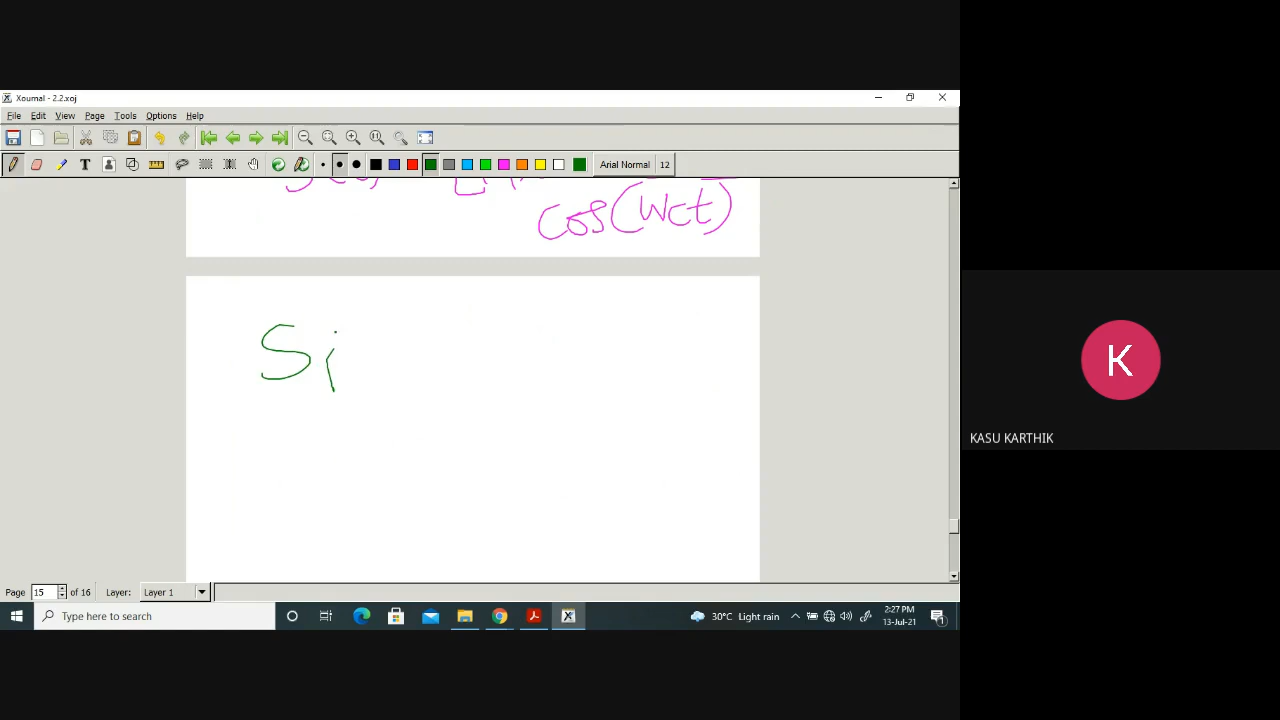 Xournal - 2.2.xoj
File Edit View Page Tools Options Help
Arial Normal 12
cos(Wct)
Si
K
KASU KARTHIK
Page 15 of 16 Layer: Layer 1
Type here to search
30°C Light rain
2:27 PM
13-Jul-21
1